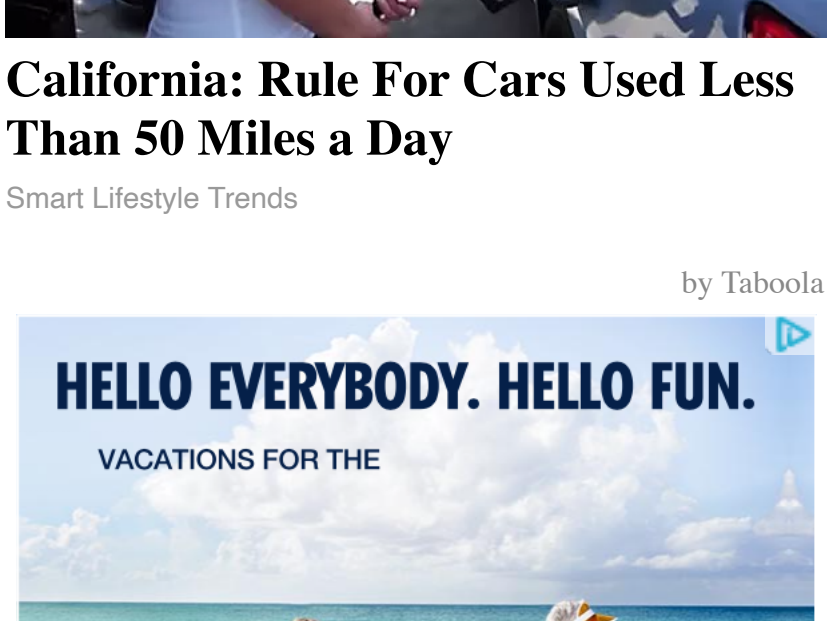 California: Rule For Cars Used Less
Than 50 Miles a Day
Smart Lifestyle Trends
by Taboola
HELLO EVERYBODY. HELLO FUN.
VACATIONS FOR THE